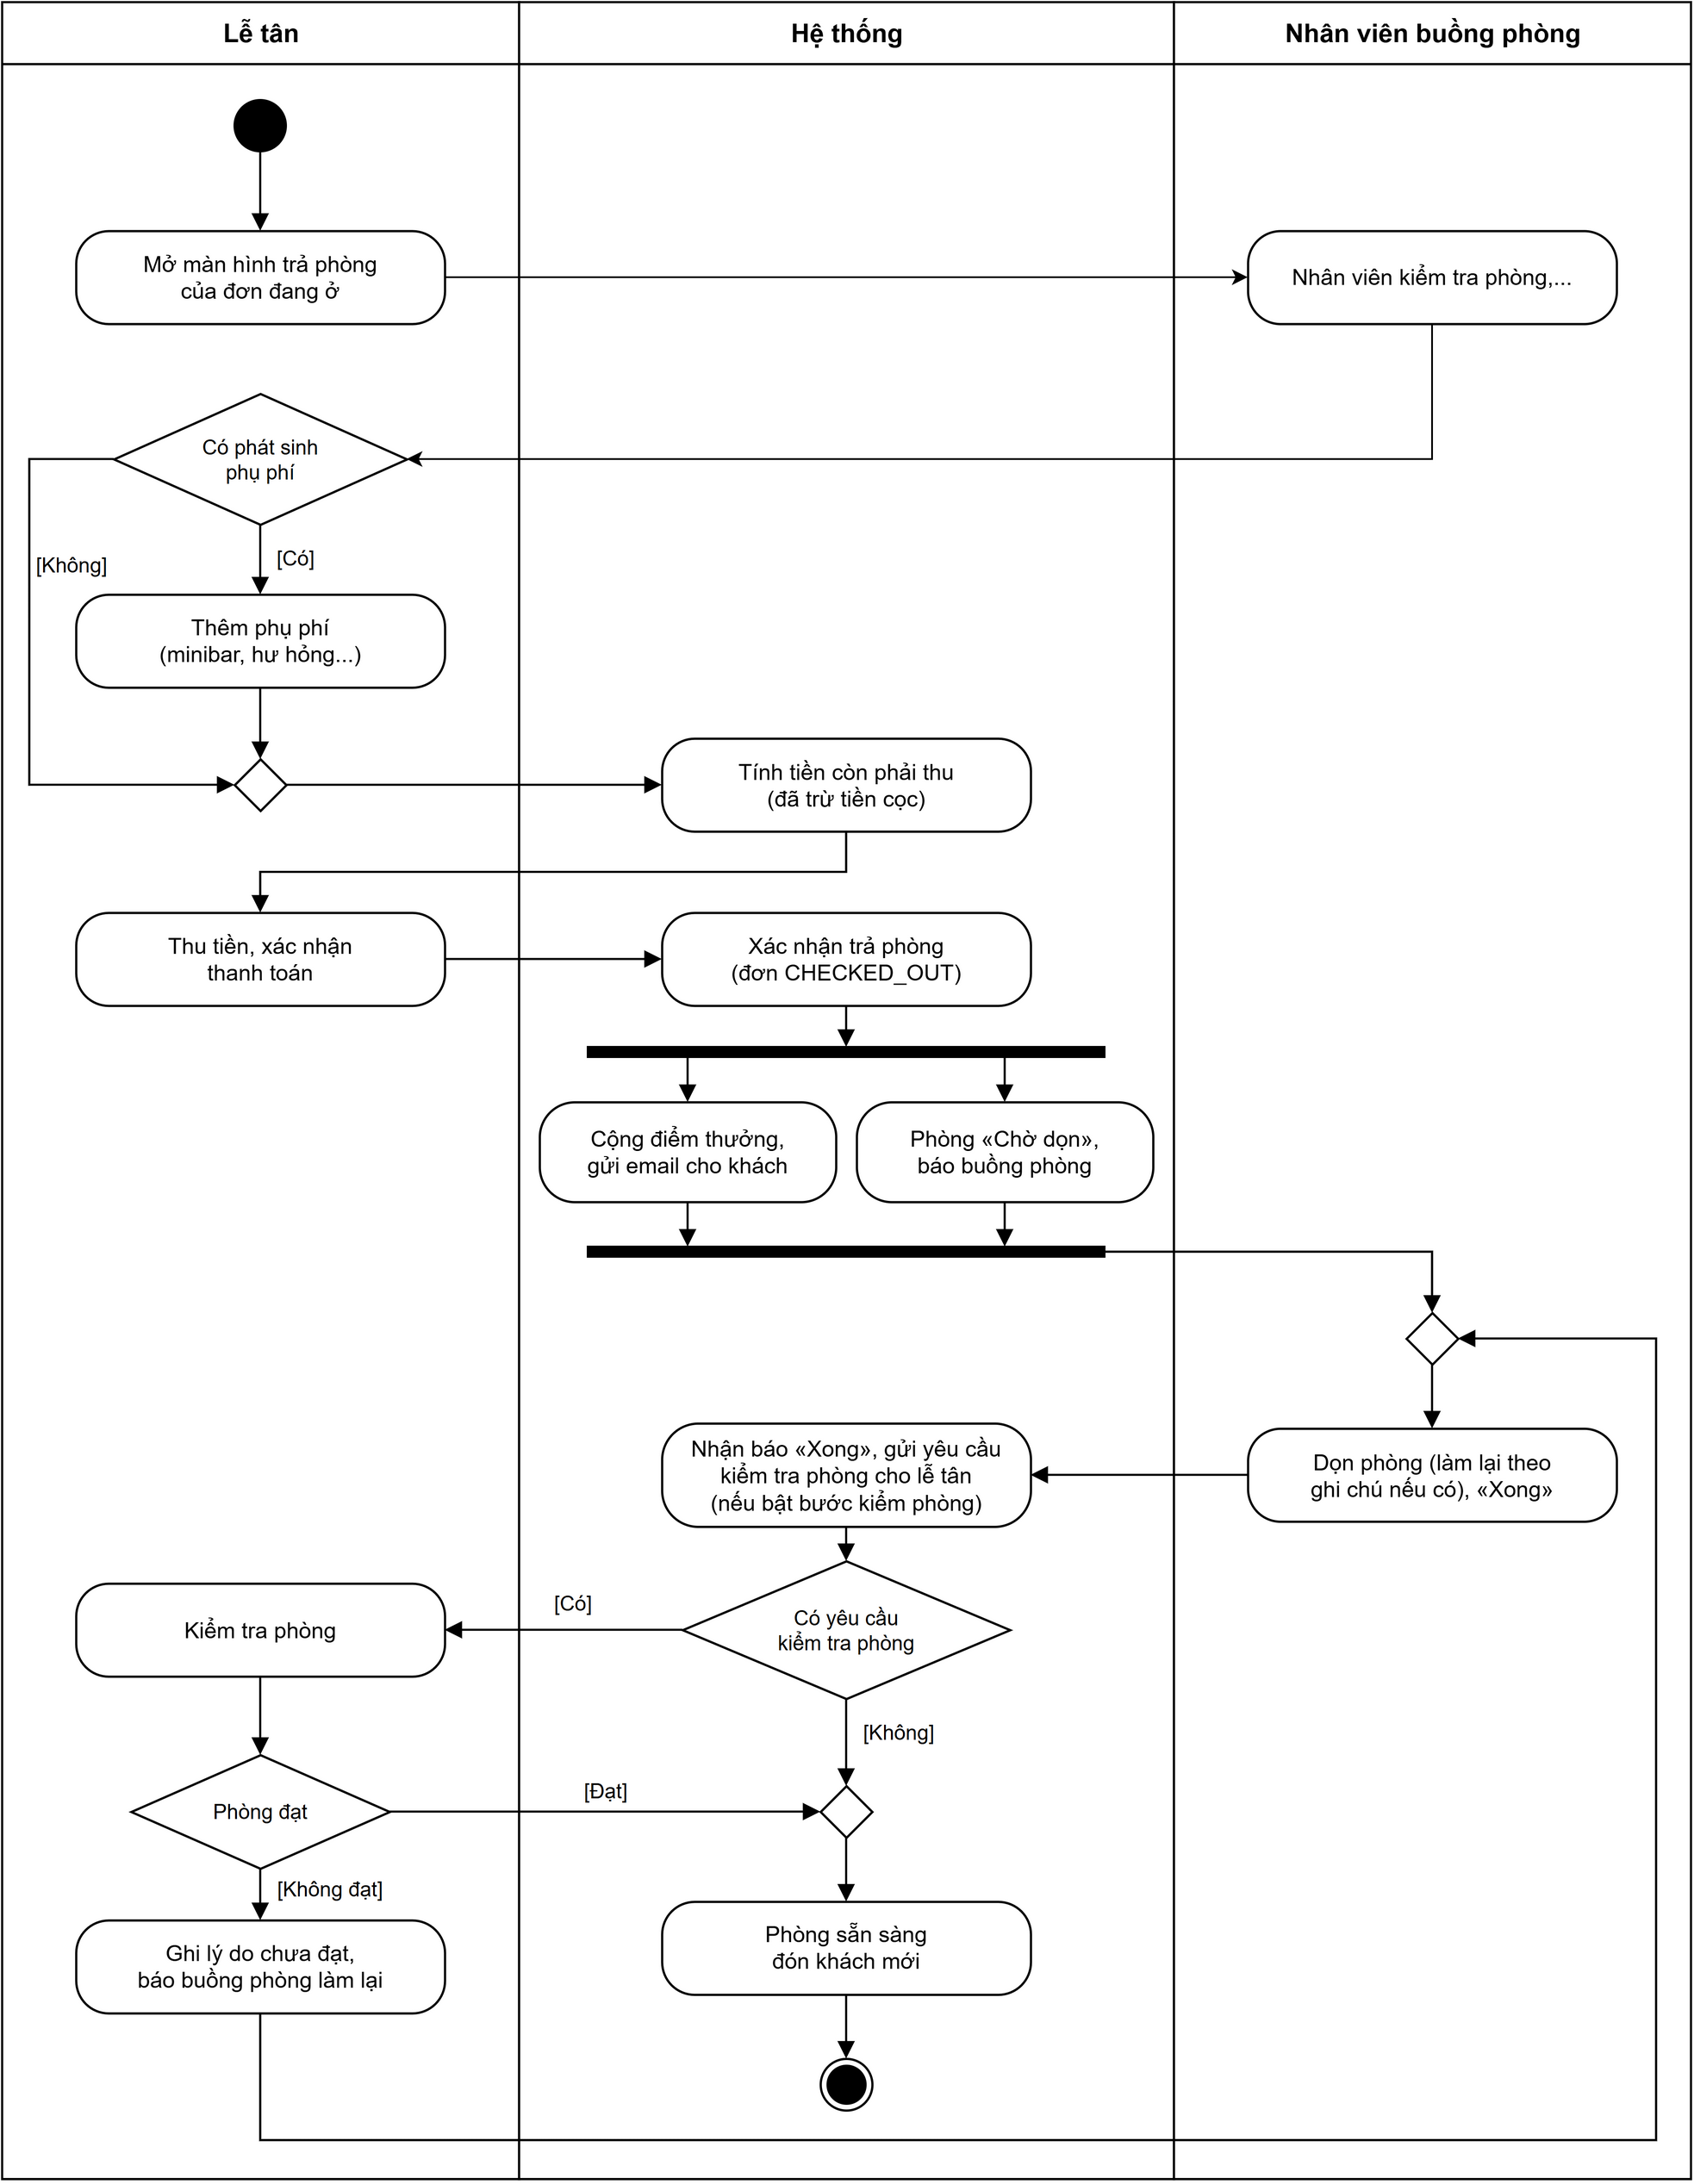 Lễ tân
Hệ thống
Nhân viên buồng phòng
Mở màn hình trả phòng
của đơn đang ở
Nhân viên kiểm tra phòng,...
Có phát sinh
phụ phí
[Không]
[Có]
Thêm phụ phí
(minibar, hư hỏng...)
Tính tiền còn phải thu
(đã trừ tiền cọc)
Thu tiền, xác nhận
thanh toán
Xác nhận trả phòng
(đơn CHECKED_OUT)
Cộng điểm thưởng,
gửi email cho khách
Phòng «Chờ dọn»,
báo buồng phòng
Nhận báo «Xong», gửi yêu cầu
kiểm tra phòng cho lễ tân
(nếu bật bước kiểm phòng)
Dọn phòng (làm lại theo
ghi chú nếu có), «Xong»
Kiểm tra phòng
[Có]
Có yêu cầu
kiểm tra phòng
[Không]
Phòng đạt
[Đạt]
[Không đạt]
Ghi lý do chưa đạt,
báo buồng phòng làm lại
Phòng sẵn sàng
đón khách mới